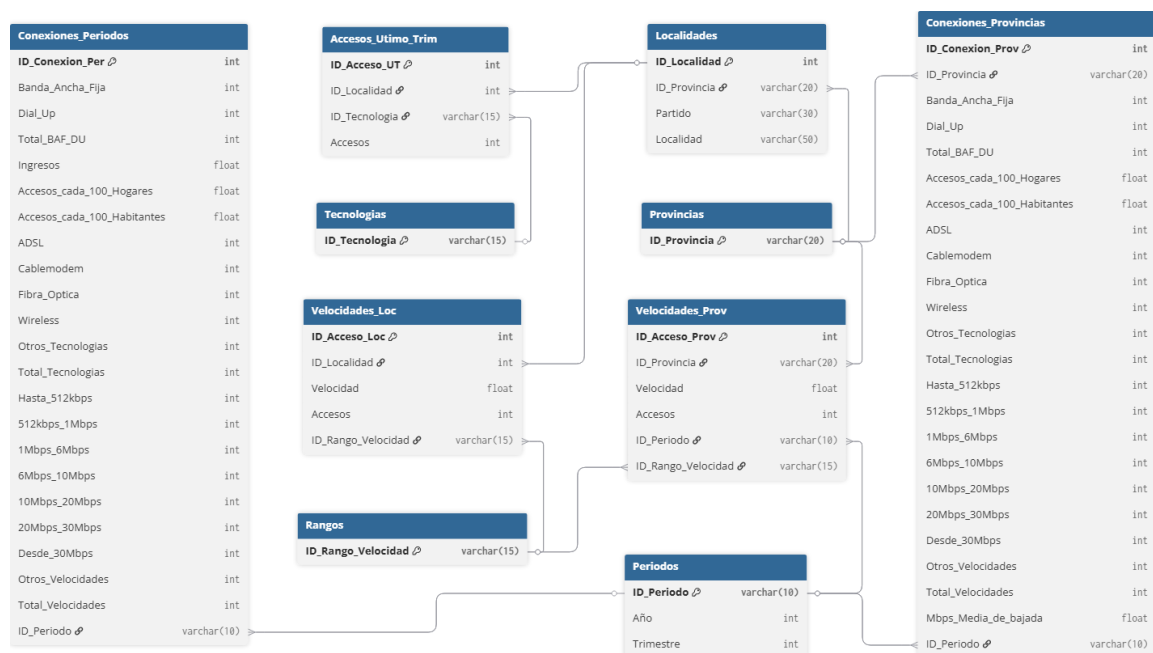 Conexiones_Periodos
ID_Conexion_Per int
Banda_Ancha_Fija int
Dial_Up int
Total_BAF_DU int
Ingresos float
Accesos_cada_100_Hogares float
Accesos_cada_100_Habitantes float
ADSL int
Cablemodem int
Fibra_Optica int
Wireless int
Otros_Tecnologias int
Total_Tecnologias int
Hasta_512kbps int
512kbps_1Mbps int
1Mbps_6Mbps int
6Mbps_10Mbps int
10Mbps_20Mbps int
20Mbps_30Mbps int
Desde_30Mbps int
Otros_Velocidades int
Total_Velocidades int
ID_Periodo varchar(10)
Accesos_Utimo_Trim
ID_Acceso_UT int
ID_Localidad int
ID_Tecnologia varchar(15)
Accesos int
Tecnologias
ID_Tecnologia varchar(15)
Velocidades_Loc
ID_Acceso_Loc int
ID_Localidad int
Velocidad float
Accesos int
ID_Rango_Velocidad varchar(15)
Rangos
ID_Rango_Velocidad varchar(15)
Localidades
ID_Localidad int
ID_Provincia varchar(20)
Partido varchar(30)
Localidad varchar(50)
Provincias
ID_Provincia varchar(20)
Velocidades_Prov
ID_Acceso_Prov int
ID_Provincia varchar(20)
Velocidad float
Accesos int
ID_Periodo varchar(10)
ID_Rango_Velocidad varchar(15)
Periodos
ID_Periodo varchar(10)
Año int
Trimestre int
Conexiones_Provincias
ID_Conexion_Prov int
ID_Provincia varchar(20)
Banda_Ancha_Fija int
Dial_Up int
Total_BAF_DU int
Accesos_cada_100_Hogares float
Accesos_cada_100_Habitantes float
ADSL int
Cablemodem int
Fibra_Optica int
Wireless int
Otros_Tecnologias int
Total_Tecnologias int
Hasta_512kbps int
512kbps_1Mbps int
1Mbps_6Mbps int
6Mbps_10Mbps int
10Mbps_20Mbps int
20Mbps_30Mbps int
Desde_30Mbps int
Otros_Velocidades int
Total_Velocidades int
Mbps_Media_de_bajada float
ID_Periodo varchar(10)